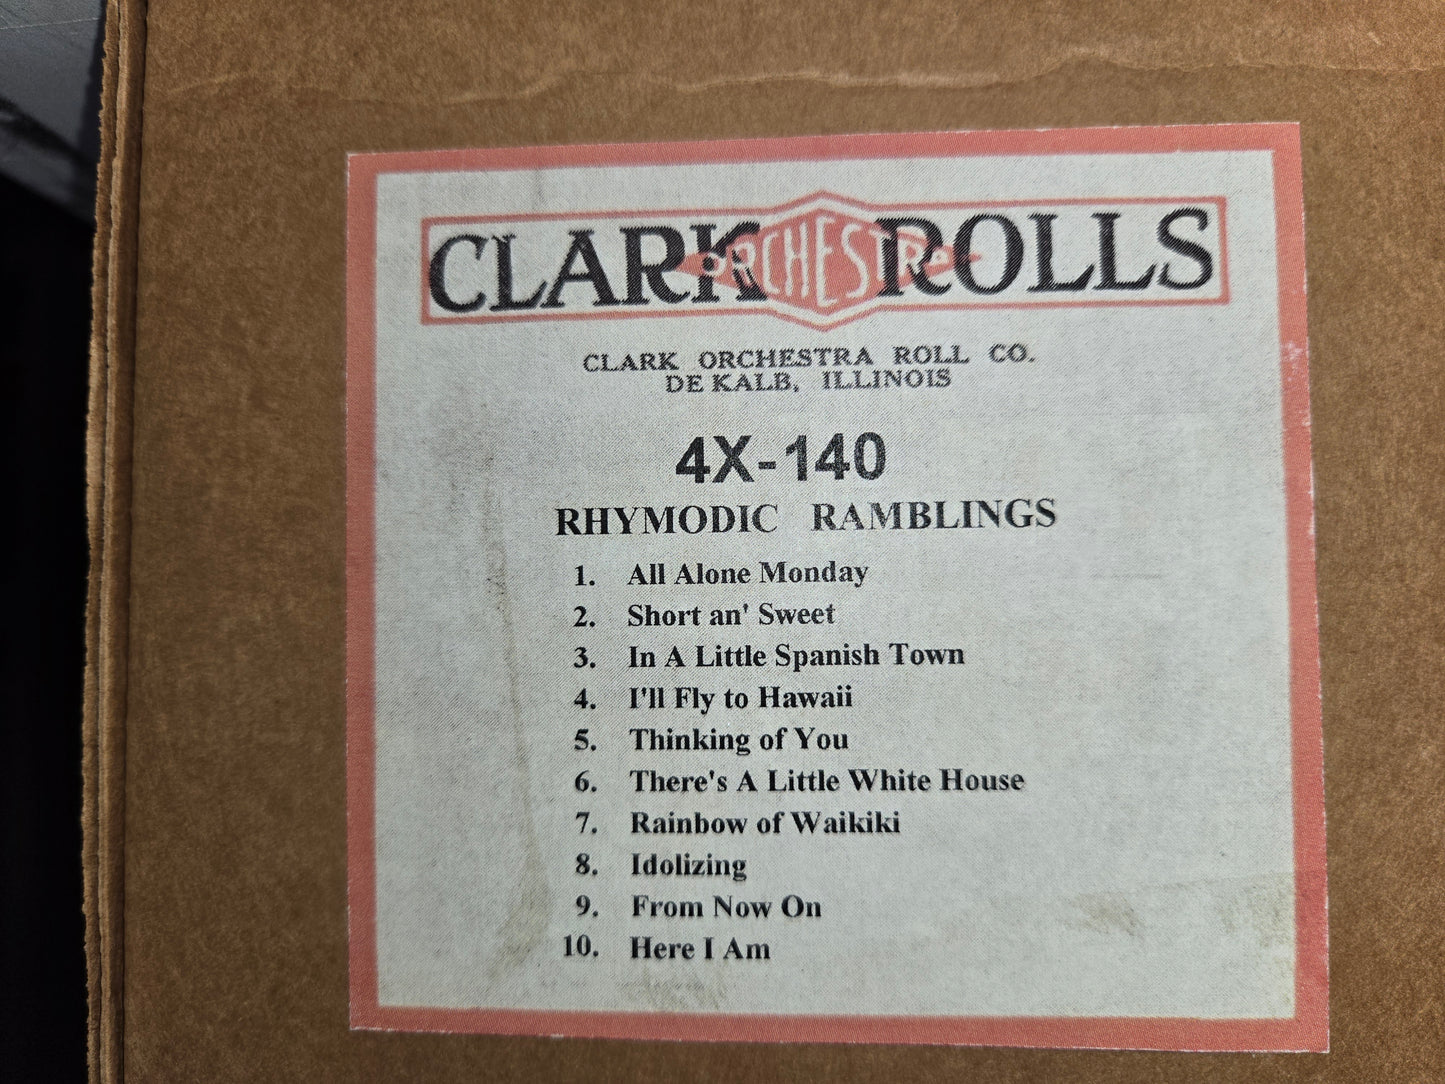 CLARK ORCHESTRA ROLLS
CLARK ORCHESTRA ROLL CO.
DE KALB, ILLINOIS
4X-140
RHYMODIC RAMBLINGS
1. All Alone Monday
2. Short an' Sweet
3. In A Little Spanish Town
4. I'll Fly to Hawaii
5. Thinking of You
6. There's A Little White House
7. Rainbow of Waikiki
8. Idolizing
9. From Now On
10. Here I Am